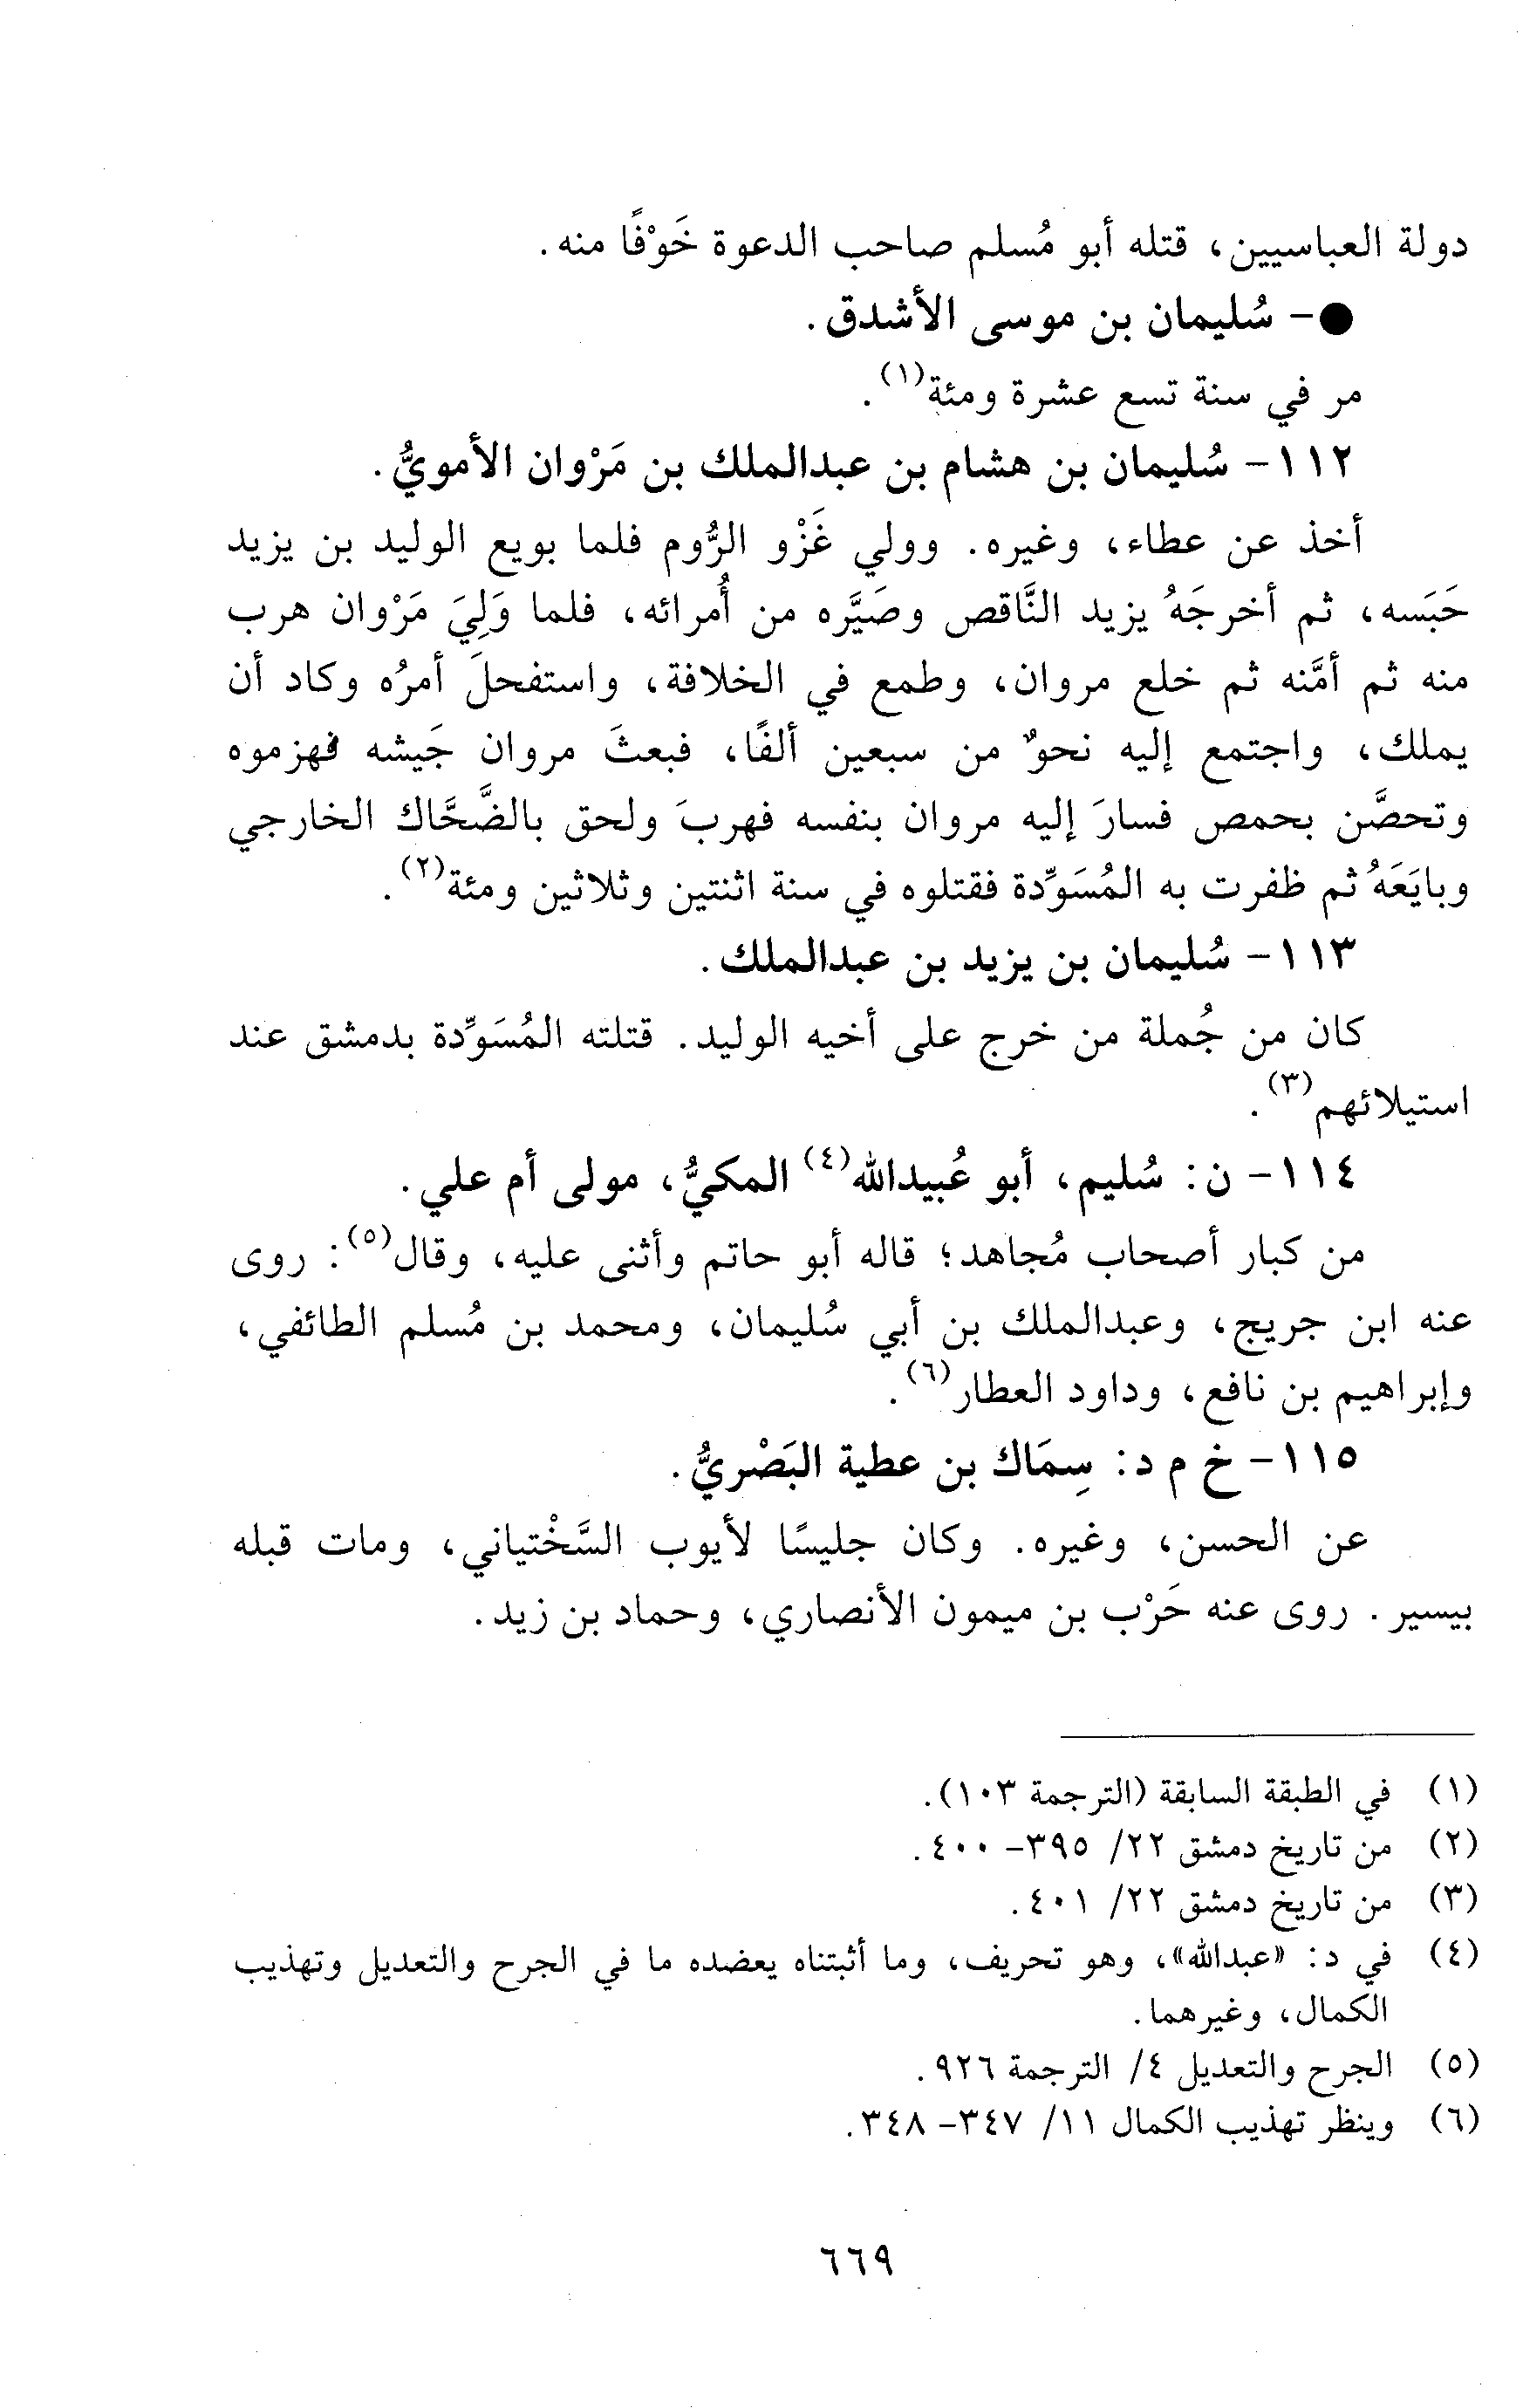 دولة العباسيين، قتله أبو مُسلم صاحب الدعوة خَوْفًا منه.
● - سُليمان بن موسى الأشدق.
مر في سنة تسع عشرة ومئة(١).
١١٢ - سُليمان بن هشام بن عبدالملك بن مَرْوان الأمويُّ.
أخذ عن عطاء، وغيره. وولي غَزْو الرُّوم فلما بويع الوليد بن يزيد
حَبَسه، ثم أخرجَهُ يزيد النَّاقص وصَيَّره من أُمرائه، فلما وَلِيَ مَرْوان هرب
منه ثم أمَّنه ثم خلع مروان، وطمع في الخلافة، واستفحلَ أمرُه وكاد أن
يملك، واجتمع إليه نحوٌ من سبعين ألفًا، فبعثَ مروان جَيشه فهزموه
وتحصَّن بحمص فسارَ إليه مروان بنفسه فهربَ ولحق بالضَّحَّاك الخارجي
وبايَعَهُ ثم ظفرت به المُسَوِّدة فقتلوه في سنة اثنتين وثلاثين ومئة(٢).
١١٣ - سُليمان بن يزيد بن عبدالملك.
كان من جُملة من خرج على أخيه الوليد. قتلته المُسَوِّدة بدمشق عند
استيلائهم(٣).
١١٤ - ن: سُليم، أبو عُبيدالله(٤) المكيُّ، مولى أم علي.
من كبار أصحاب مُجاهد؛ قاله أبو حاتم وأثنى عليه، وقال(٥): روى
عنه ابن جريج، وعبدالملك بن أبي سُليمان، ومحمد بن مُسلم الطائفي،
وإبراهيم بن نافع، وداود العطار(٦).
١١٥ - خ م د: سِمَاك بن عطية البَصْريُّ.
عن الحسن، وغيره. وكان جليسًا لأيوب السَّخْتياني، ومات قبله
بيسير. روى عنه حَرْب بن ميمون الأنصاري، وحماد بن زيد.
(١) في الطبقة السابقة (الترجمة ١٠٣).
(٢) من تاريخ دمشق ٢٢/ ٣٩٥- ٤٠٠.
(٣) من تاريخ دمشق ٢٢/ ٤٠١.
(٤) في د: «عبدالله»، وهو تحريف، وما أثبتناه يعضده ما في الجرح والتعديل وتهذيب
الكمال، وغيرهما.
(٥) الجرح والتعديل ٤/ الترجمة ٩٢٦.
(٦) وينظر تهذيب الكمال ١١/ ٣٤٧- ٣٤٨.
٦٦٩